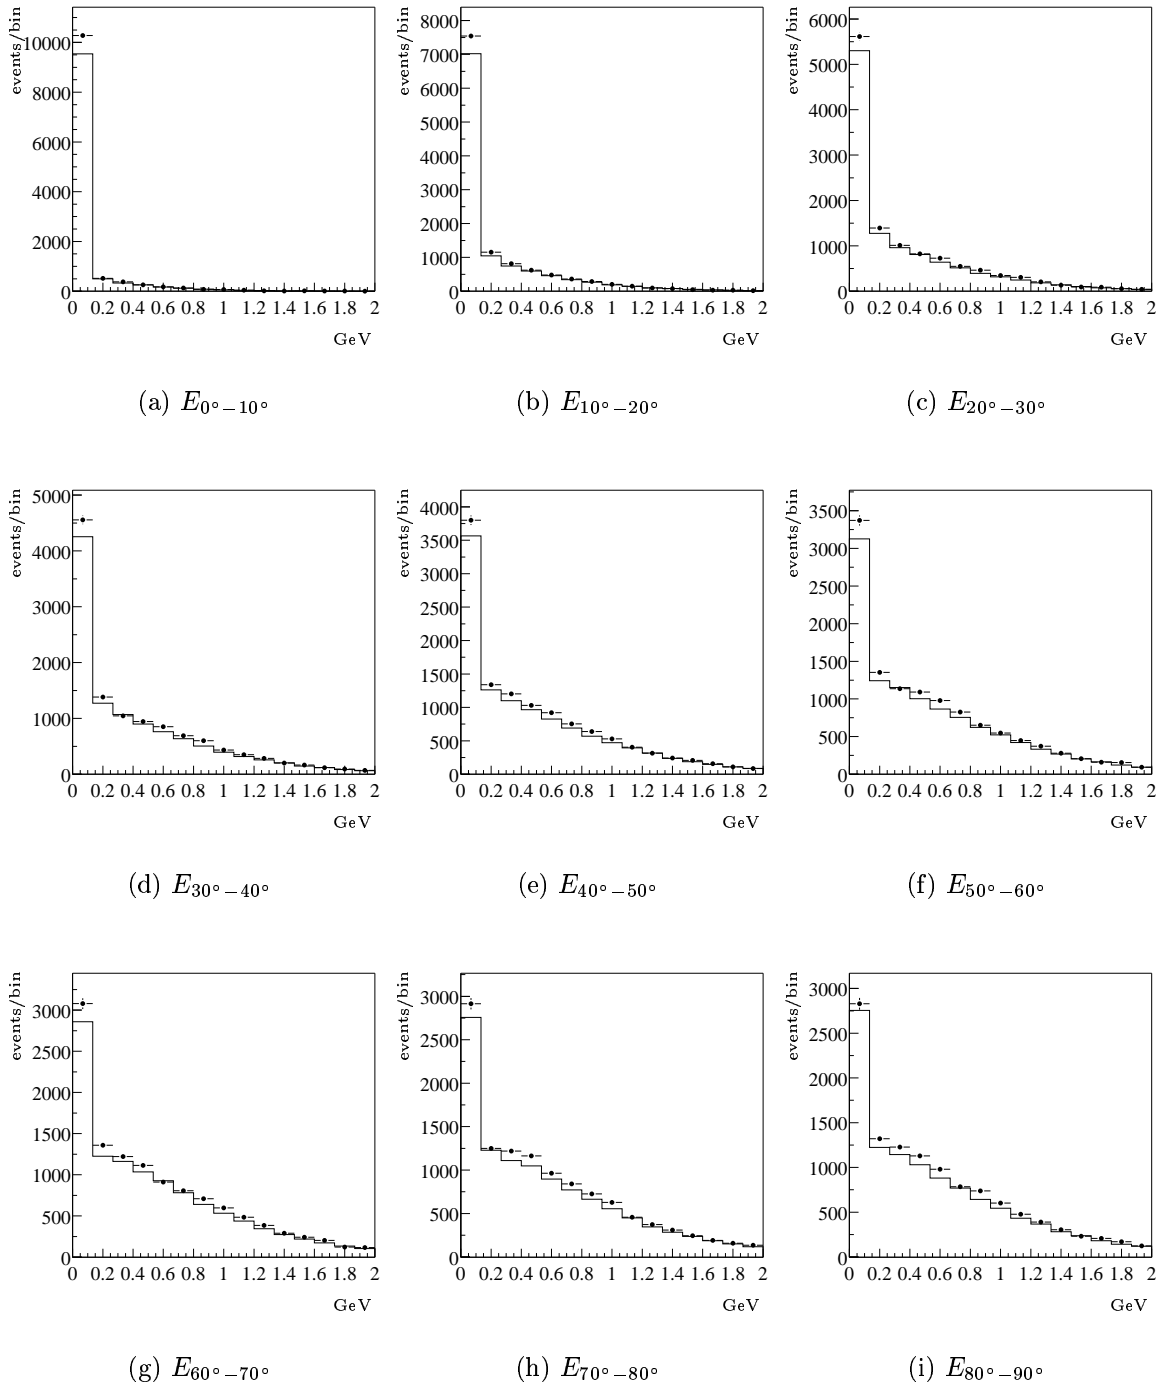 events/bin events/bin events/bin
10000 8000 6000
8000 7000 5000
6000 6000 4000
4000 5000 3000
2000 4000 2000
0 3000 1000
2000 0
1000
0
0 0.2 0.4 0.6 0.8 1 1.2 1.4 1.6 1.8 2 0 0.2 0.4 0.6 0.8 1 1.2 1.4 1.6 1.8 2 0 0.2 0.4 0.6 0.8 1 1.2 1.4 1.6 1.8 2
GeV GeV GeV
(a) E0°−10° (b) E10°−20° (c) E20°−30°
events/bin events/bin events/bin
5000 4000 3500
4000 3500 3000
3000 3000 2500
2000 2500 2000
1000 2000 1500
0 1500 1000
1000 500
500 0
0
0 0.2 0.4 0.6 0.8 1 1.2 1.4 1.6 1.8 2 0 0.2 0.4 0.6 0.8 1 1.2 1.4 1.6 1.8 2 0 0.2 0.4 0.6 0.8 1 1.2 1.4 1.6 1.8 2
GeV GeV GeV
(d) E30°−40° (e) E40°−50° (f) E50°−60°
events/bin events/bin events/bin
3000 3000 3000
2500 2500 2500
2000 2000 2000
1500 1500 1500
1000 1000 1000
500 500 500
0 0 0
0 0.2 0.4 0.6 0.8 1 1.2 1.4 1.6 1.8 2 0 0.2 0.4 0.6 0.8 1 1.2 1.4 1.6 1.8 2 0 0.2 0.4 0.6 0.8 1 1.2 1.4 1.6 1.8 2
GeV GeV GeV
(g) E60°−70° (h) E70°−80° (i) E80°−90°